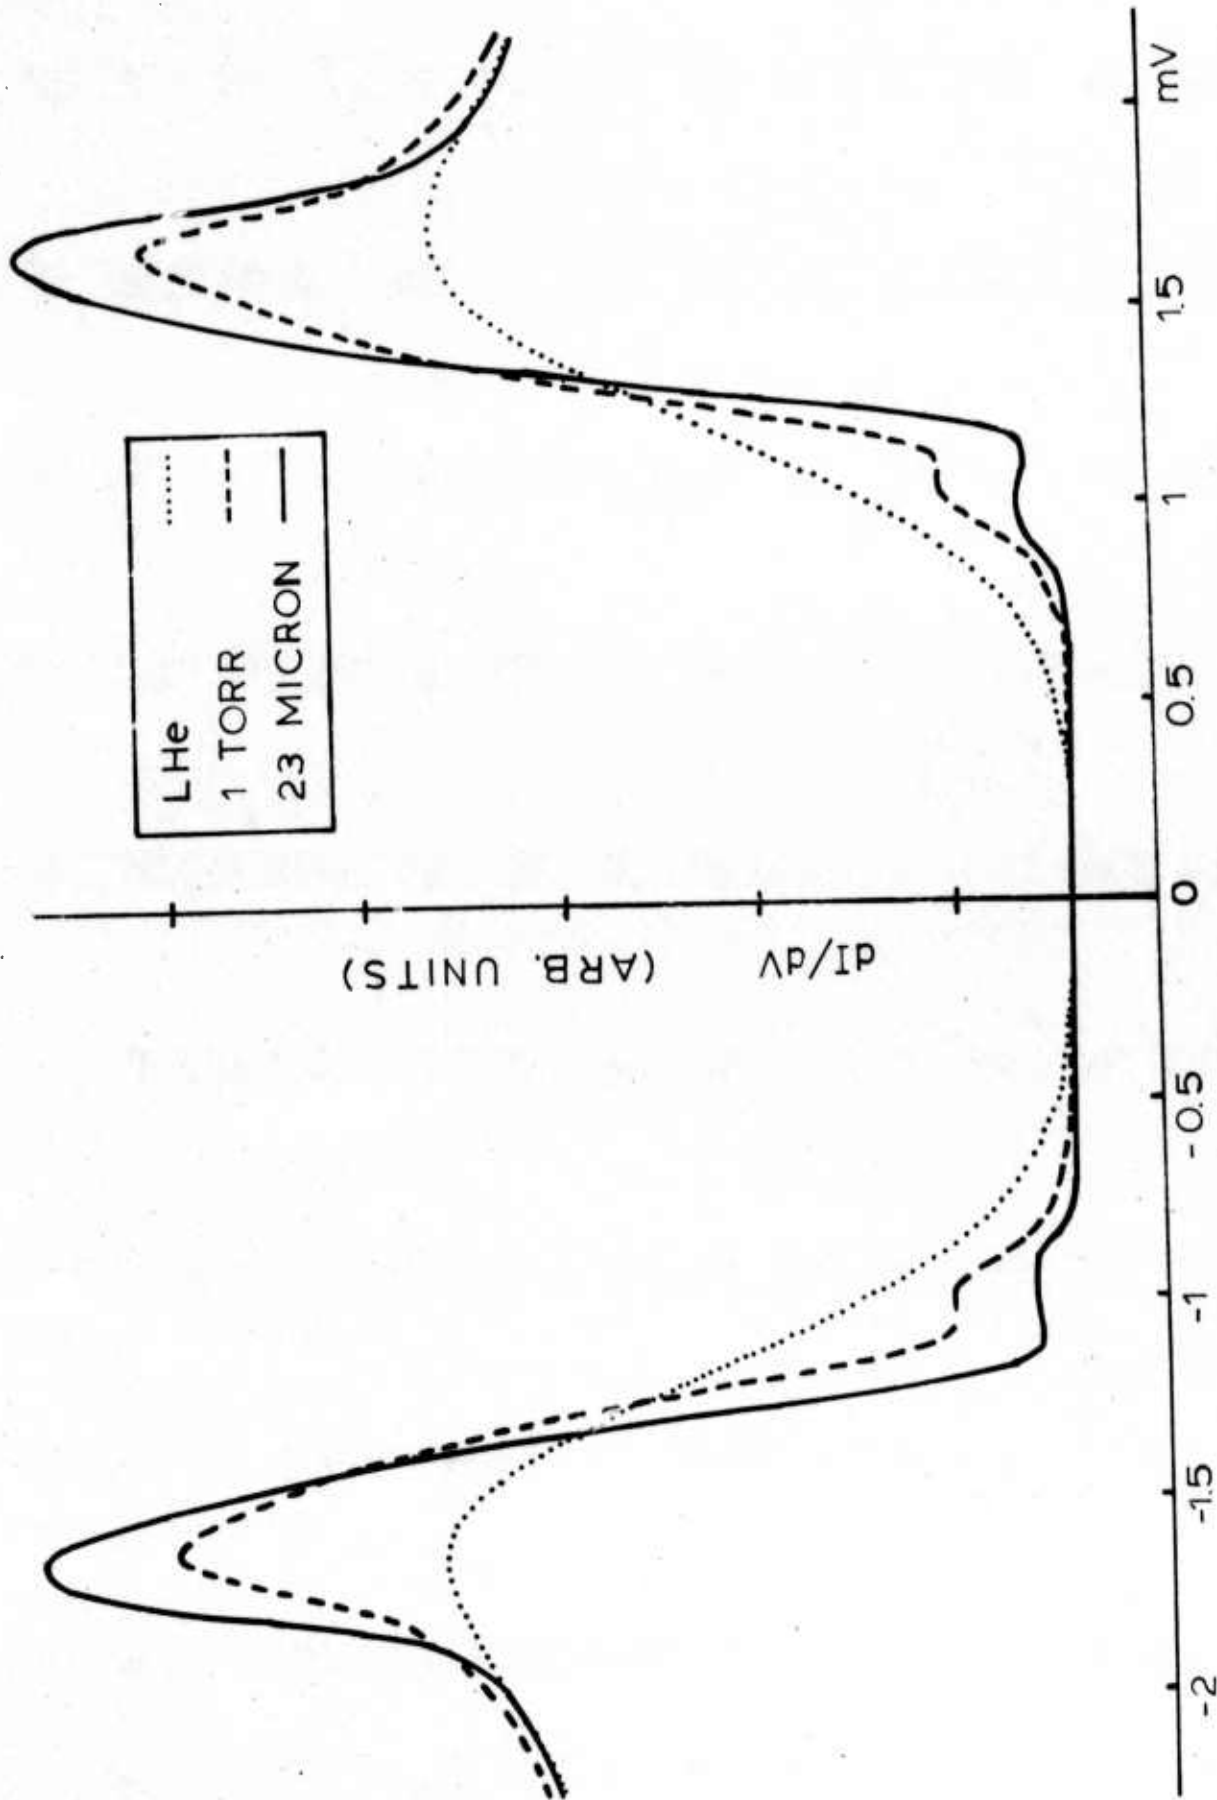 LHe ..........
1 TORR -----
23 MICRON ——
dI/dV (ARB. UNITS)
-2 -1.5 -1 -0.5 0 0.5 1 1.5 mV